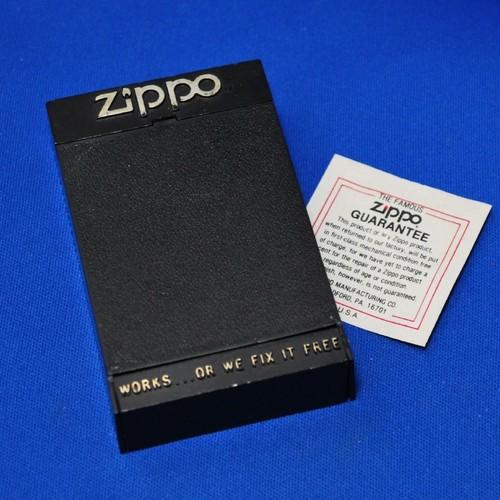 zippo
WORKS...OR WE FIX IT FREE
THE FAMOUS
zippo
GUARANTEE
This product or any Zippo product,
when returned to our factory, will be put
in first-class mechanical condition free
of charge, for we have yet to charge a
cent for the repair of a Zippo product
regardless of age or condition
however, is not guaranteed.
MANUFACTURING CO.
PA 16701
U.S.A.